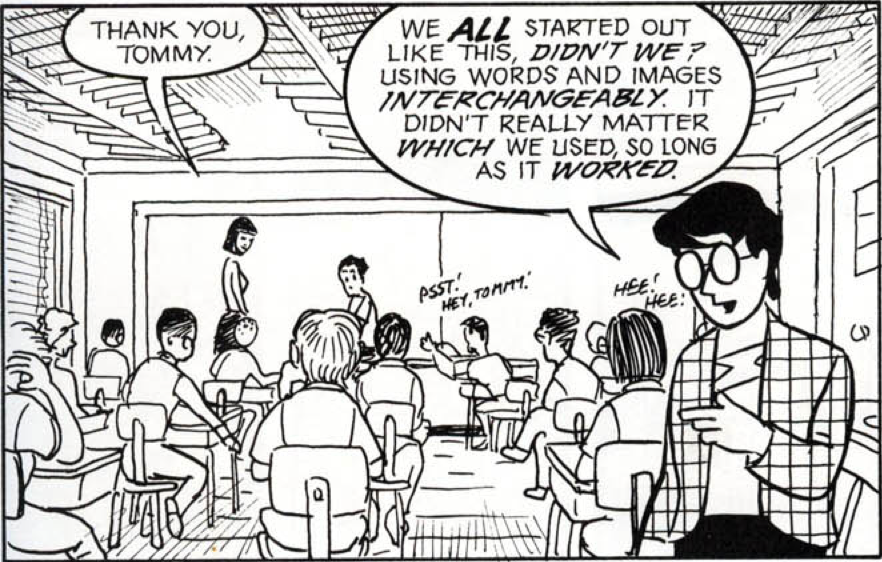 THANK YOU,
TOMMY.
WE ALL STARTED OUT
LIKE THIS, DIDN'T WE?
USING WORDS AND IMAGES
INTERCHANGEABLY. IT
DIDN'T REALLY MATTER
WHICH WE USED, SO LONG
AS IT WORKED.
PSST!
HEY, TOMMY!
HEE!
HEE!